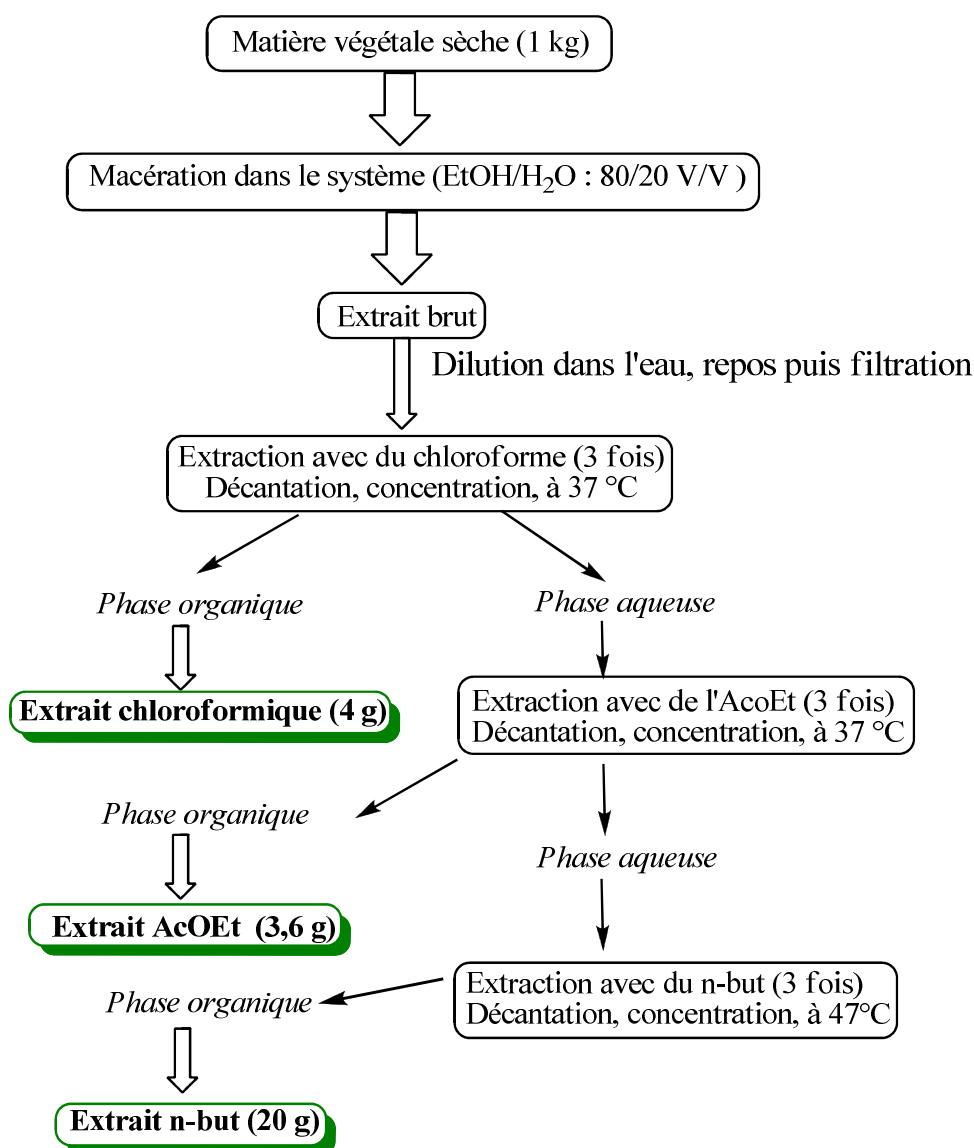 Matière végétale sèche (1 kg)
Macération dans le système (EtOH/H₂O : 80/20 V/V )
Extrait brut
Dilution dans l'eau, repos puis filtration
Extraction avec du chloroforme (3 fois)
Décantation, concentration, à 37 °C
Phase organique
Phase aqueuse
Extrait chloroformique (4 g)
Extraction avec de l'AcoEt (3 fois)
Décantation, concentration, à 37 °C
Phase organique
Phase aqueuse
Extrait AcOEt (3,6 g)
Extraction avec du n-but (3 fois)
Décantation, concentration, à 47°C
Phase organique
Extrait n-but (20 g)